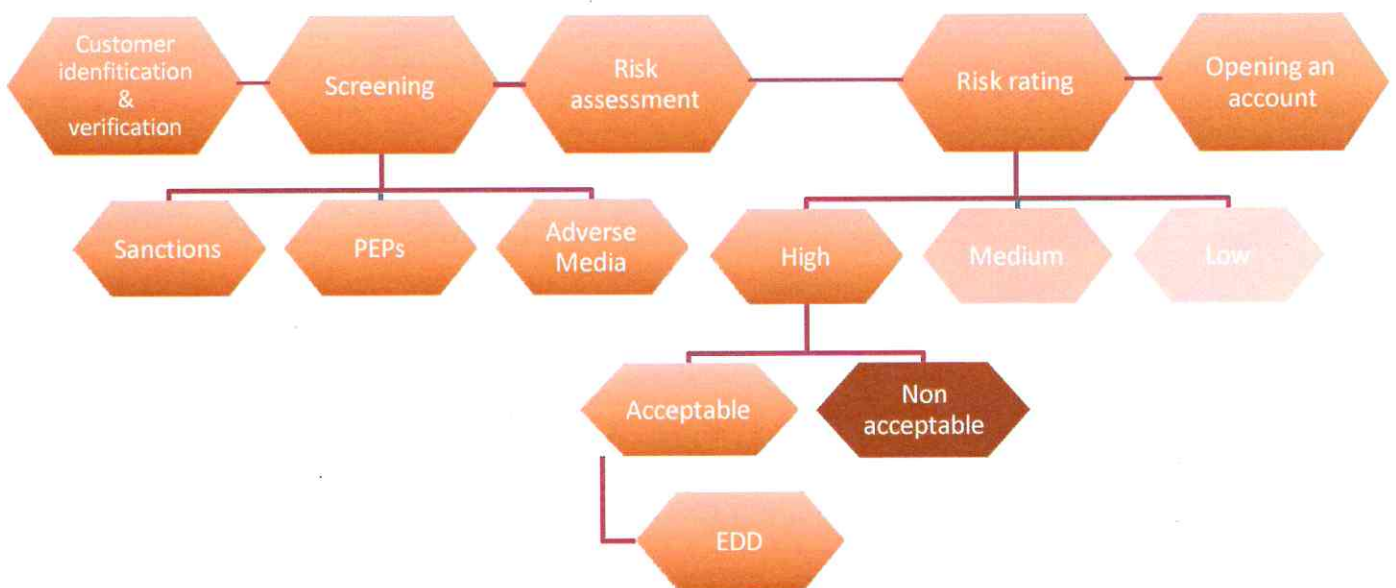 Customer
idenfitication
&
verification
Screening
Risk
assessment
Risk rating
Opening an
account
Sanctions
PEPs
Adverse
Media
High
Medium
Low
Acceptable
Non
acceptable
EDD